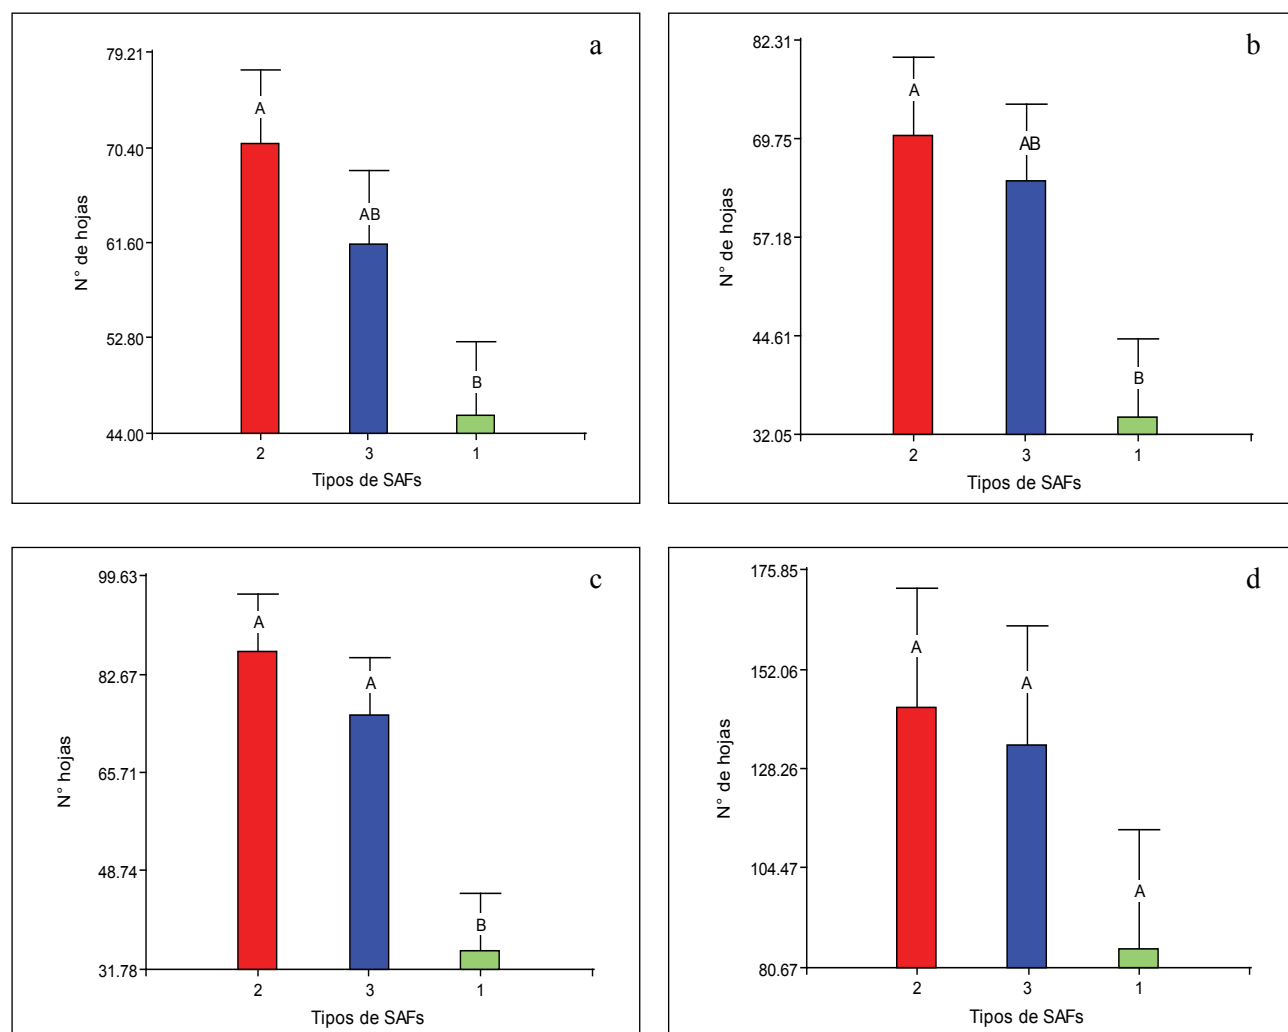 a
79.21
70.40
61.60
52.80
44.00
N° de hojas
A
AB
B
2 3 1
Tipos de SAFs
b
82.31
69.75
57.18
44.61
32.05
N° de hojas
A
AB
B
2 3 1
Tipos de SAFs
c
99.63
82.67
65.71
48.74
31.78
N° hojas
A
A
B
2 3 1
Tipos de SAFs
d
175.85
152.06
128.26
104.47
80.67
N° de hojas
A
A
A
2 3 1
Tipos de SAFs